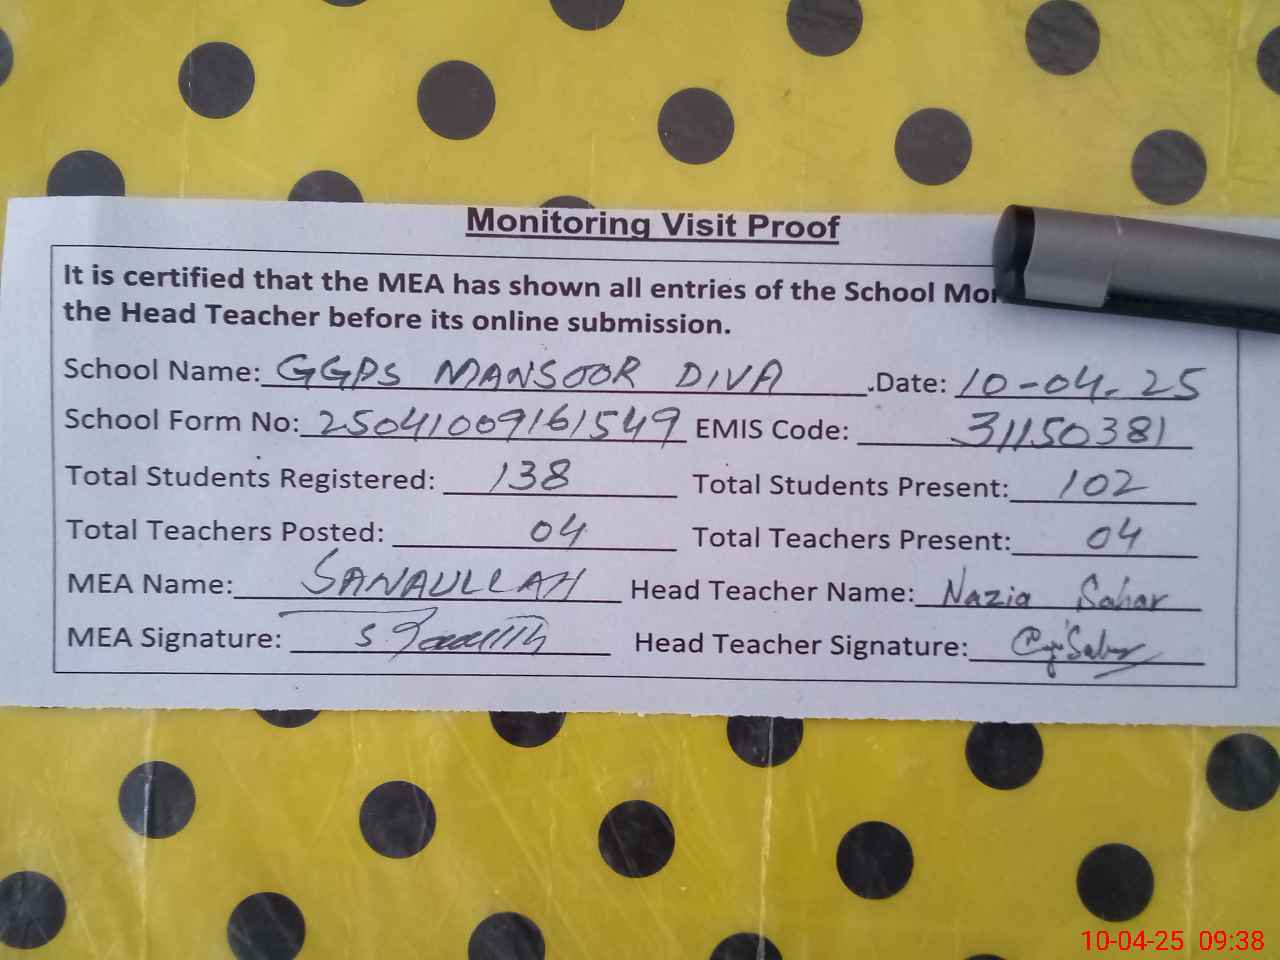 Monitoring Visit Proof
It is certified that the MEA has shown all entries of the School
the Head Teacher before its online submission.
School Name: GGPS MANSOOR DIVA .Date: 10-04-25
School Form No: 25041009161549 EMIS Code: 31150381
Total Students Registered: 138 Total Students Present: 102
Total Teachers Posted: 04 Total Teachers Present: 04
MEA Name: SANAULLAH Head Teacher Name: Nazia Sahar
MEA Signature: Head Teacher Signature:
10-04-25 09:38